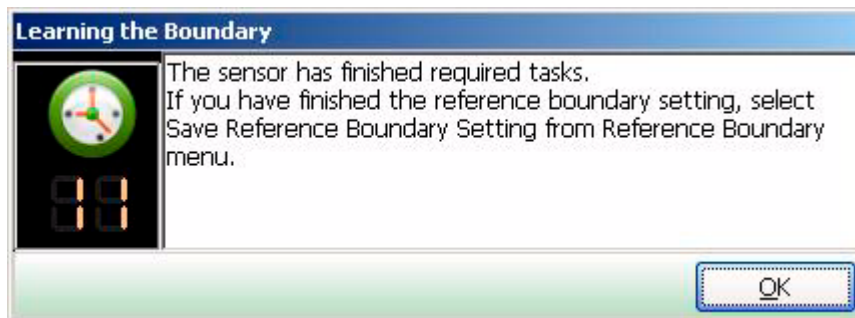 Learning the Boundary
The sensor has finished required tasks.
If you have finished the reference boundary setting, select
Save Reference Boundary Setting from Reference Boundary
menu.
11
OK